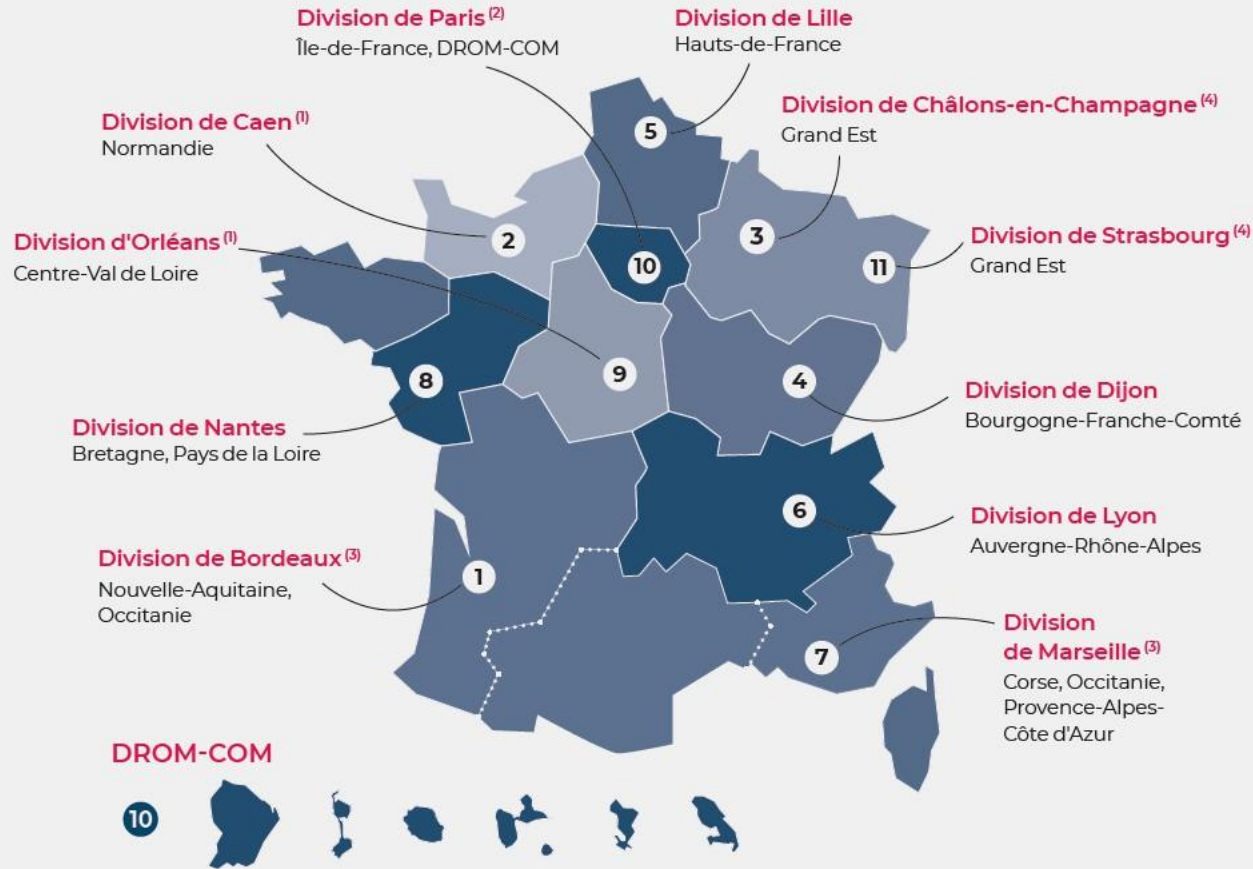 Division de Paris (2)
Île-de-France, DROM-COM
Division de Lille
Hauts-de-France
Division de Châlons-en-Champagne (4)
Grand Est
Division de Caen (1)
Normandie
5
2
3
Division d'Orléans (1)
Centre-Val de Loire
10
11
Division de Strasbourg (4)
Grand Est
8
9
4
Division de Dijon
Bourgogne-Franche-Comté
Division de Nantes
Bretagne, Pays de la Loire
6
Division de Lyon
Auvergne-Rhône-Alpes
Division de Bordeaux (3)
Nouvelle-Aquitaine,
Occitanie
1
7
Division
de Marseille (3)
Corse, Occitanie,
Provence-Alpes-
Côte d'Azur
DROM-COM
10